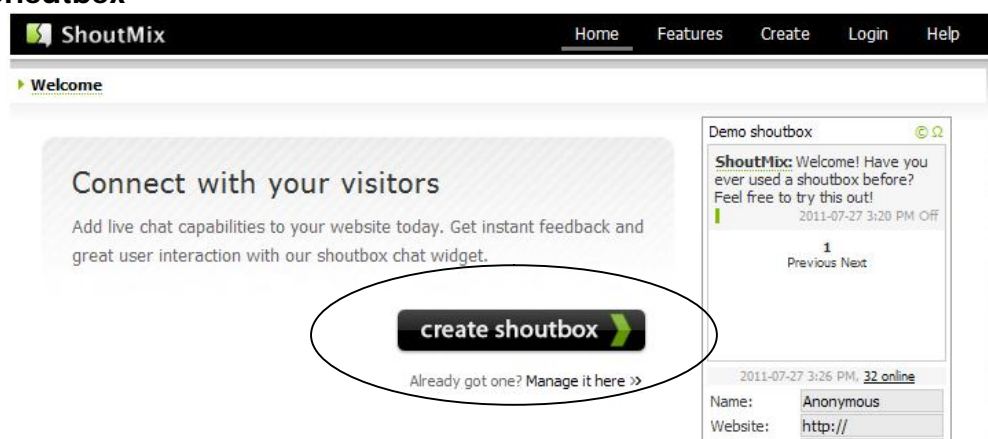 shoutbox
ShoutMix
Home Features Create Login Help
Welcome
Connect with your visitors
Add live chat capabilities to your website today. Get instant feedback and
great user interaction with our shoutbox chat widget.
create shoutbox
Already got one? Manage it here »
Demo shoutbox © Ω
ShoutMix: Welcome! Have you
ever used a shoutbox before?
Feel free to try this out!
2011-07-27 3:20 PM Off
1
Previous Next
2011-07-27 3:26 PM, 32 online
Name: Anonymous
Website: http://